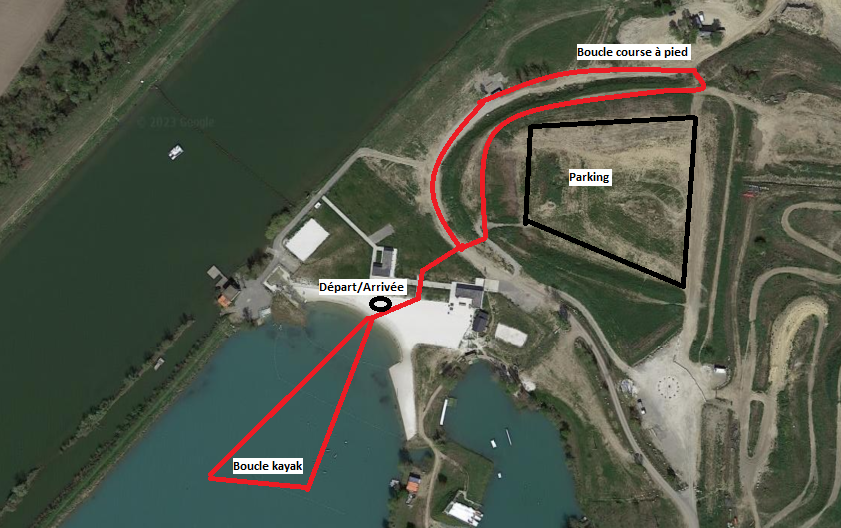 Boucle course à pied
© 2023 Google
Parking
Départ/Arrivée
Boucle kayak